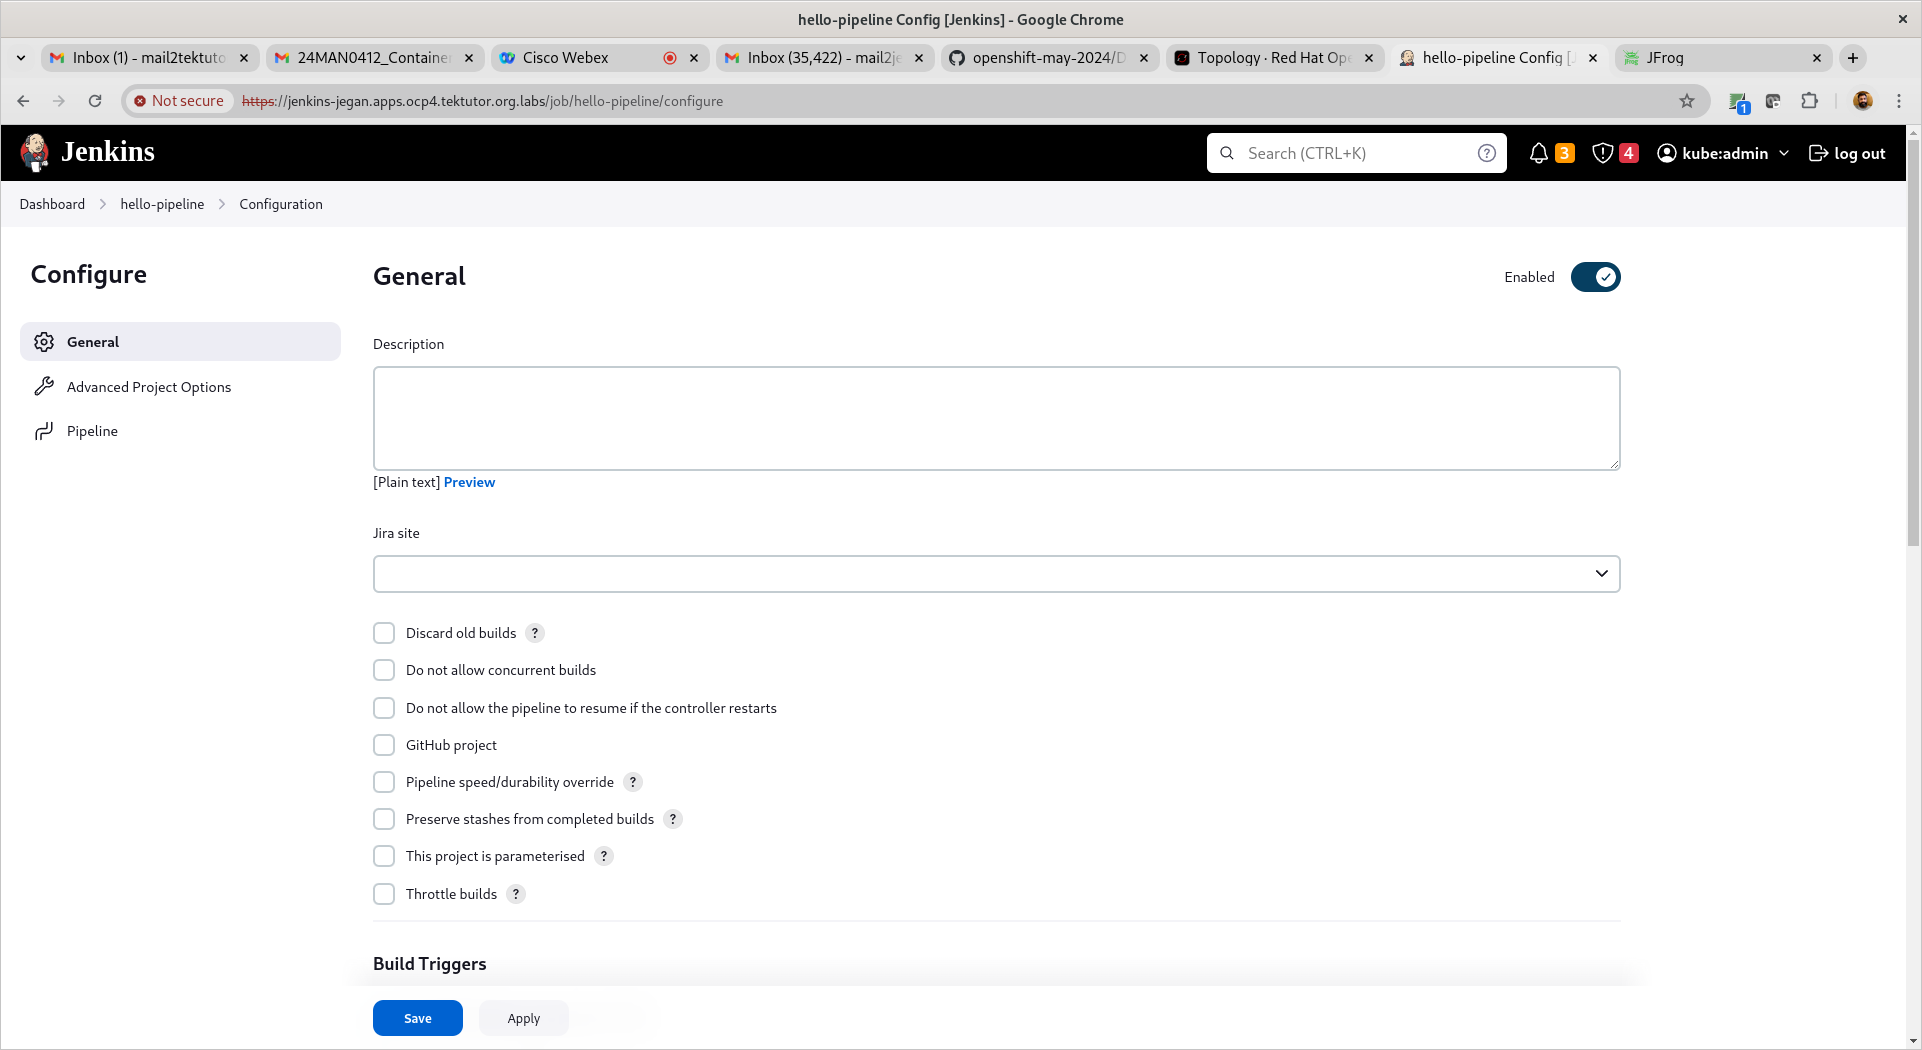 hello-pipeline Config [Jenkins] - Google Chrome
Inbox (1) - mail2tektuto
24MAN0412_Container
Cisco Webex
Inbox (35,422) - mail2je
openshift-may-2024/D
Topology · Red Hat Ope
hello-pipeline Config [J
JFrog
Not secure
https://jenkins-jegan.apps.ocp4.tektutor.org.labs/job/hello-pipeline/configure
1
Jenkins
Search (CTRL+K)
?
3
4
kube:admin
log out
Dashboard
hello-pipeline
Configuration
Configure
General
Advanced Project Options
Pipeline
General
Enabled
Description
[Plain text] Preview
Jira site
Discard old builds ?
Do not allow concurrent builds
Do not allow the pipeline to resume if the controller restarts
GitHub project
Pipeline speed/durability override ?
Preserve stashes from completed builds ?
This project is parameterised ?
Throttle builds ?
Build Triggers
Save
Apply